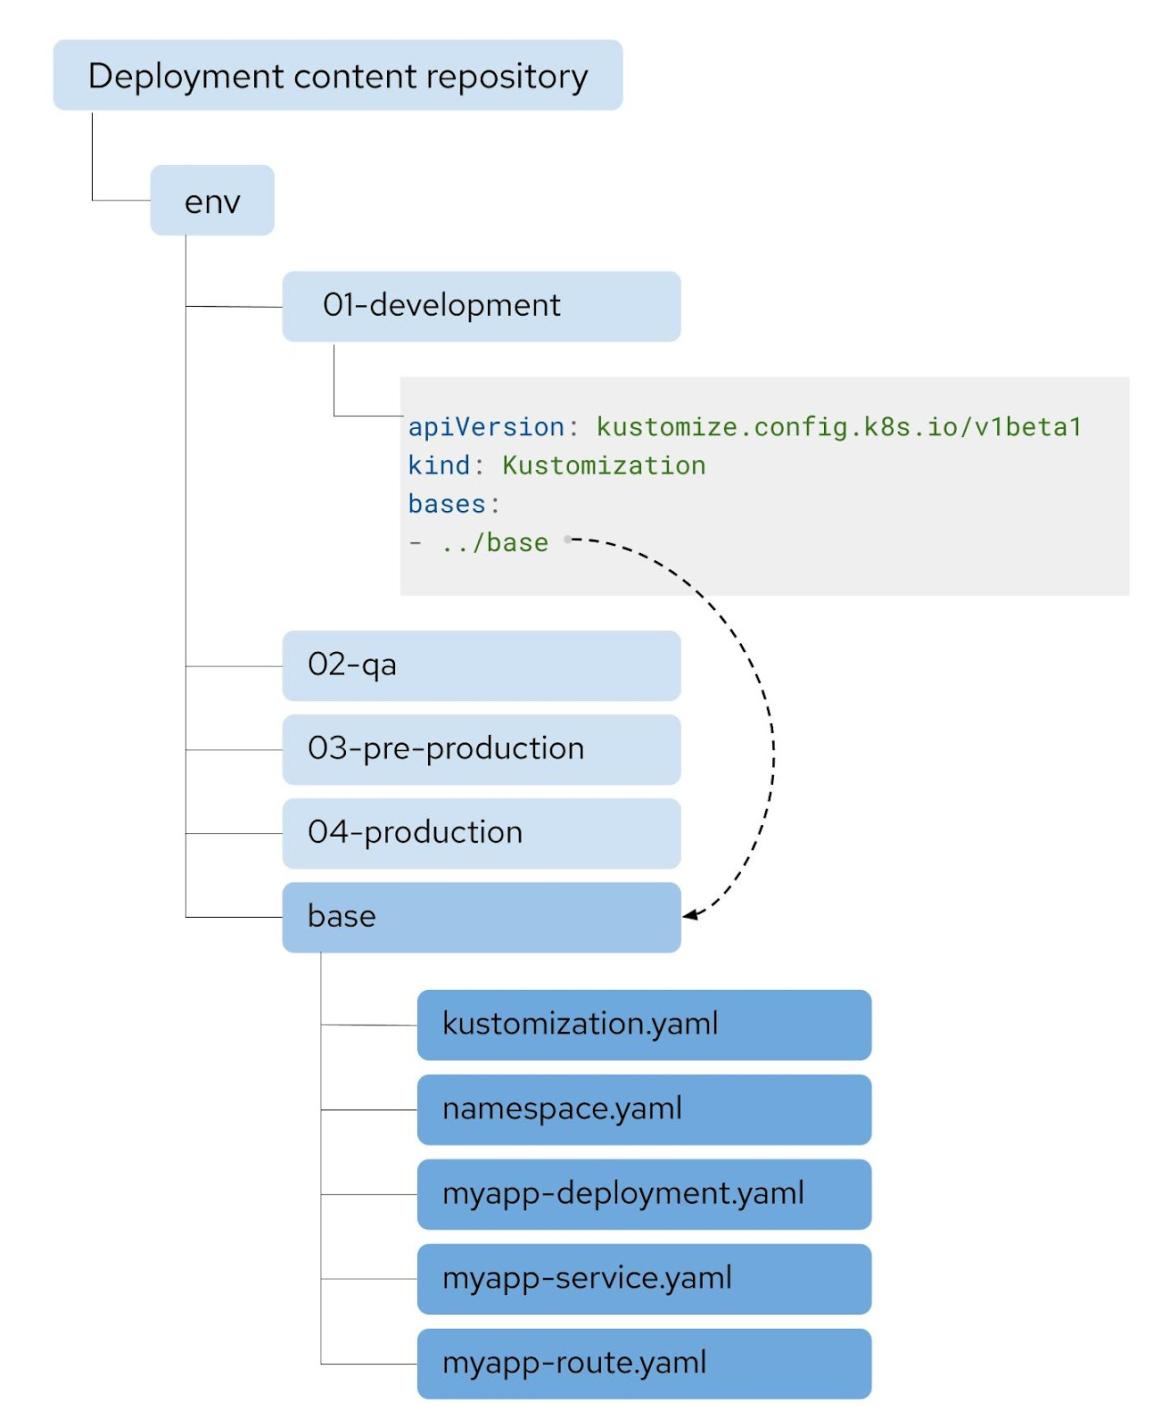 Deployment content repository
env
01-development
apiVersion: kustomize.config.k8s.io/v1beta1
kind: Kustomization
bases:
- ../base
02-qa
03-pre-production
04-production
base
kustomization.yaml
namespace.yaml
myapp-deployment.yaml
myapp-service.yaml
myapp-route.yaml